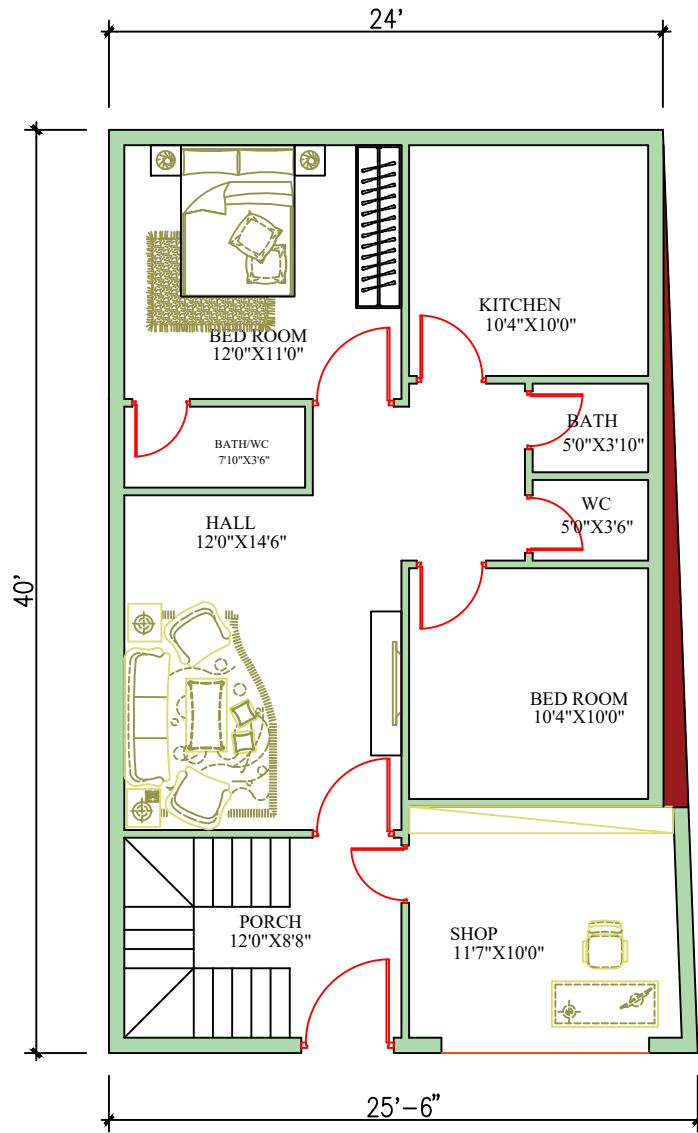 24'
KITCHEN
10'4"X10'0"
BED ROOM
12'0"X11'0"
BATH
5'0"X3'10"
BATH/WC
7'10"X3'6"
WC
5'0"X3'6"
HALL
12'0"X14'6"
40'
BED ROOM
10'4"X10'0"
PORCH
12'0"X8'8"
SHOP
11'7"X10'0"
25'-6"